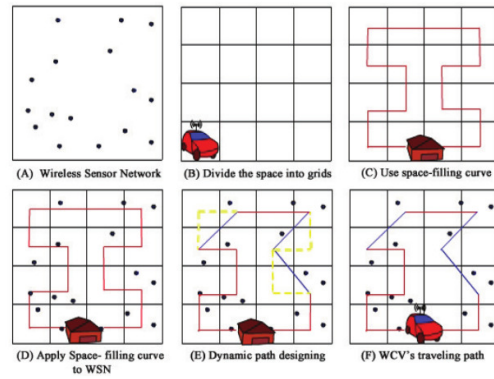 (A) Wireless Sensor Network
(B) Divide the space into grids
(C) Use space-filling curve
(D) Apply Space- filling curve
to WSN
(E) Dynamic path designing
(F) WCV's traveling path